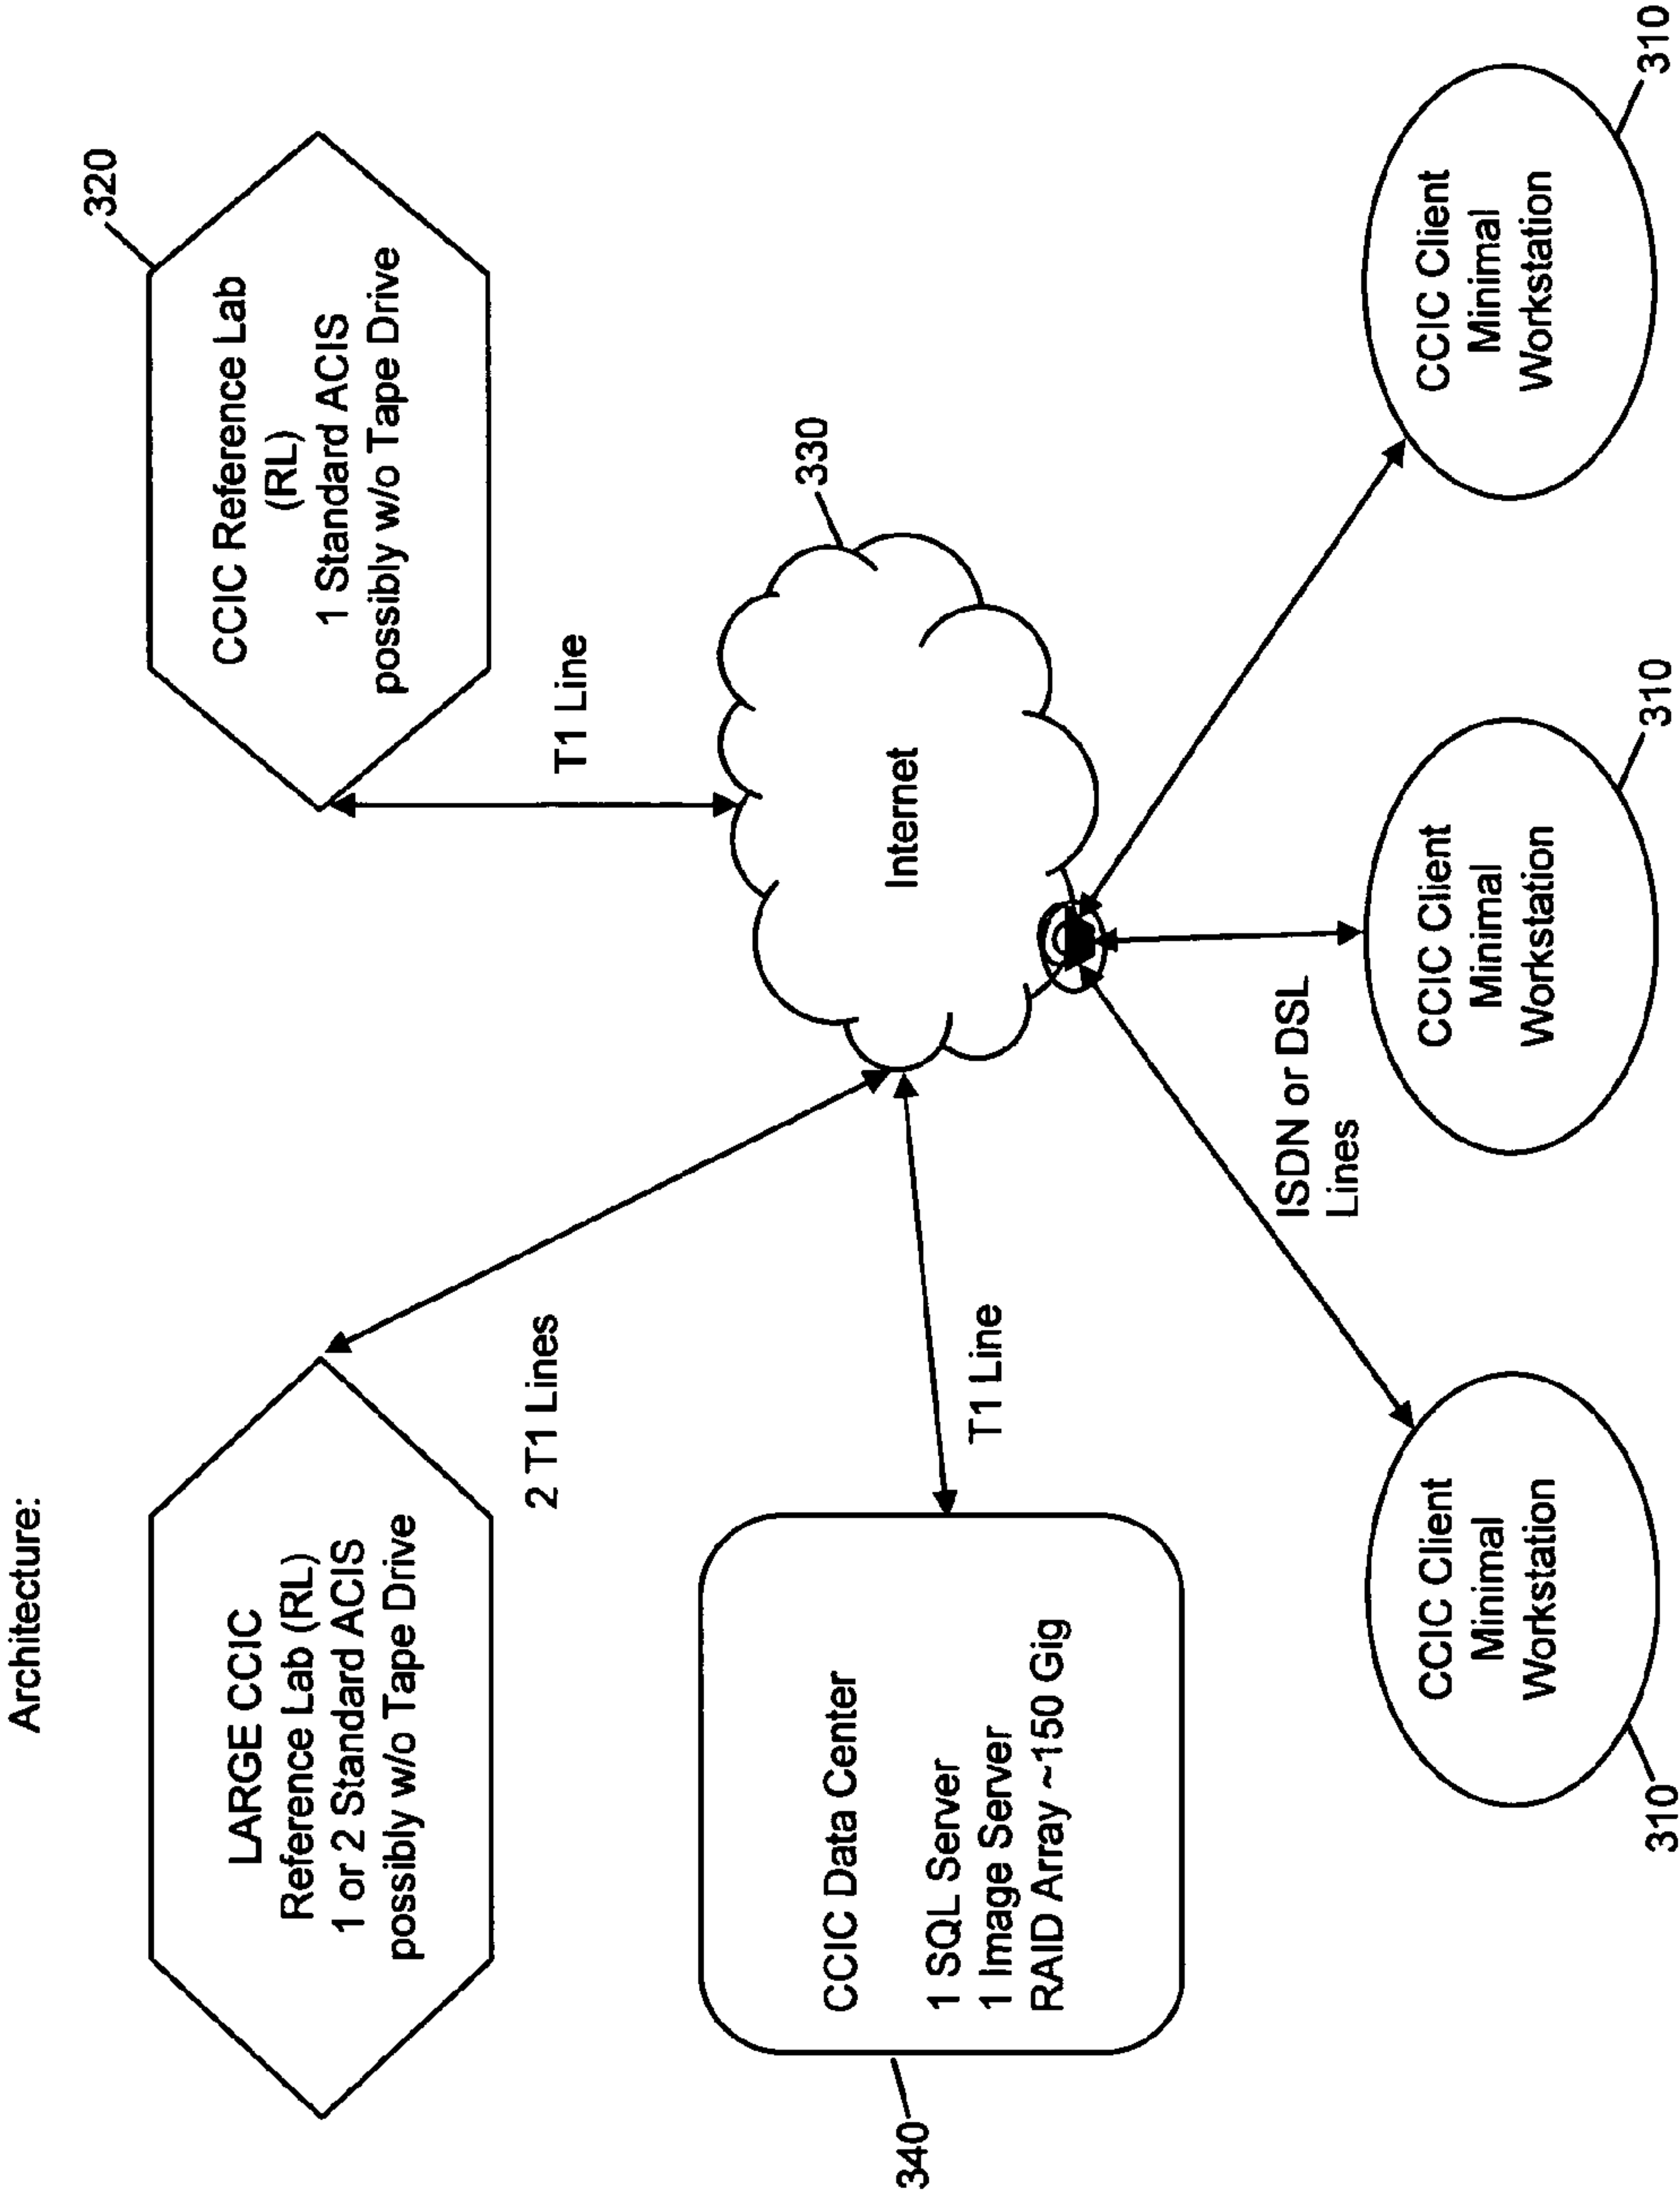 Architecture:
LARGE CCIC
Reference Lab (RL)
1 or 2 Standard ACIS
possibly w/o Tape Drive
2 T1 Lines
320
CCIC Reference Lab
(RL)
1 Standard ACIS
possibly w/o Tape Drive
T1 Line
330
Internet
340
CCIC Data Center
1 SQL Server
1 Image Server
RAID Array ~150 Gig
T1 Line
ISDN or DSL
Lines
310
CCIC Client
Minimal
Workstation
310
CCIC Client
Minimal
Workstation
310
CCIC Client
Minimal
Workstation